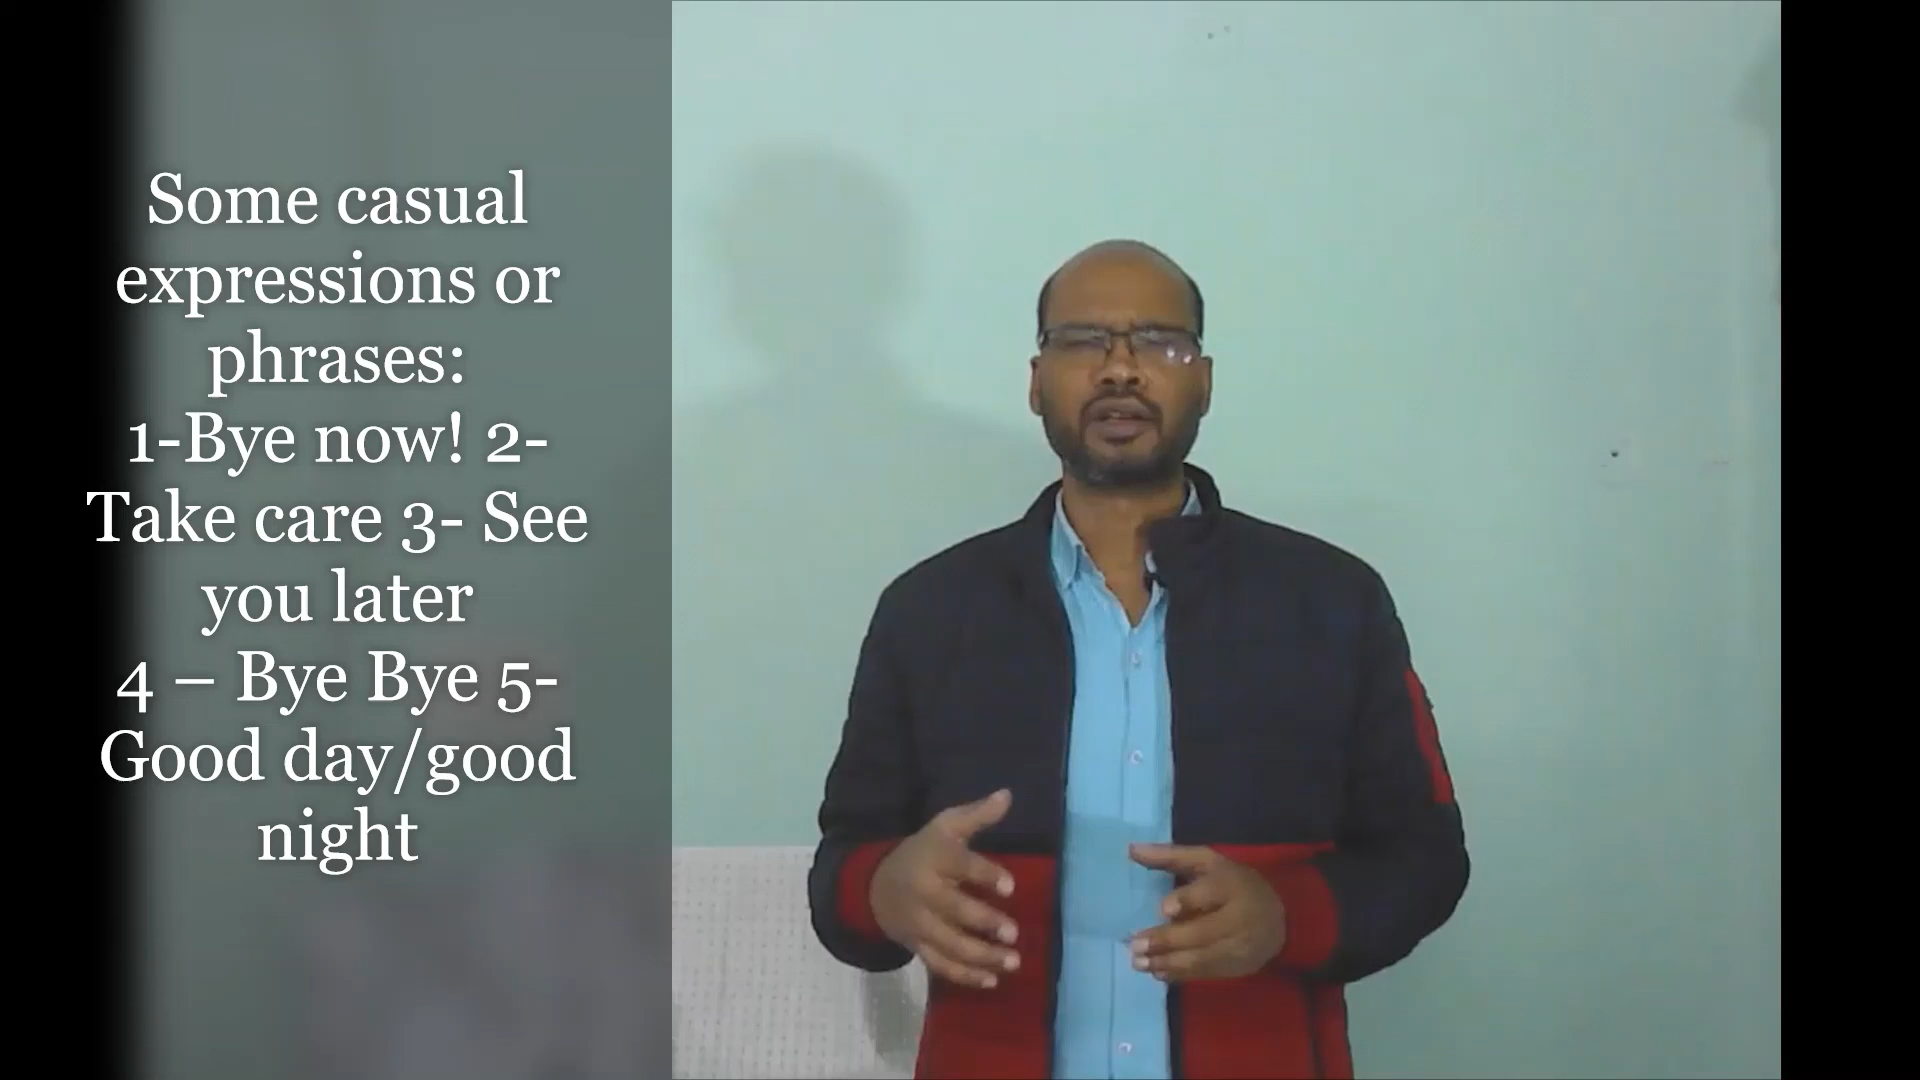 Some casual
expressions or
phrases:
1-Bye now! 2-
Take care 3- See
you later
4 – Bye Bye 5-
Good day/good
night